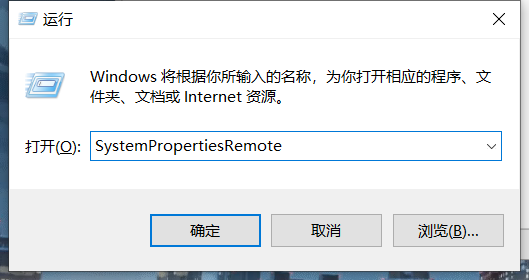 运行
Windows 将根据你所输入的名称，为你打开相应的程序、文
件夹、文档或 Internet 资源。
打开(O): SystemPropertiesRemote
确定 取消 浏览(B)...